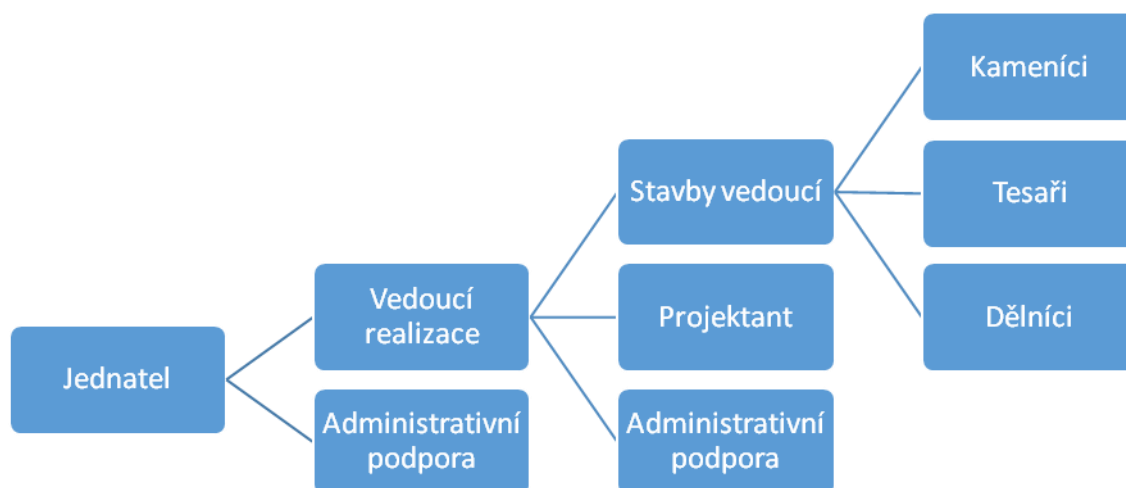 Kameníci
Stavby vedoucí
Tesaři
Vedoucí
realizace
Projektant
Dělníci
Jednatel
Administrativní
podpora
Administrativní
podpora